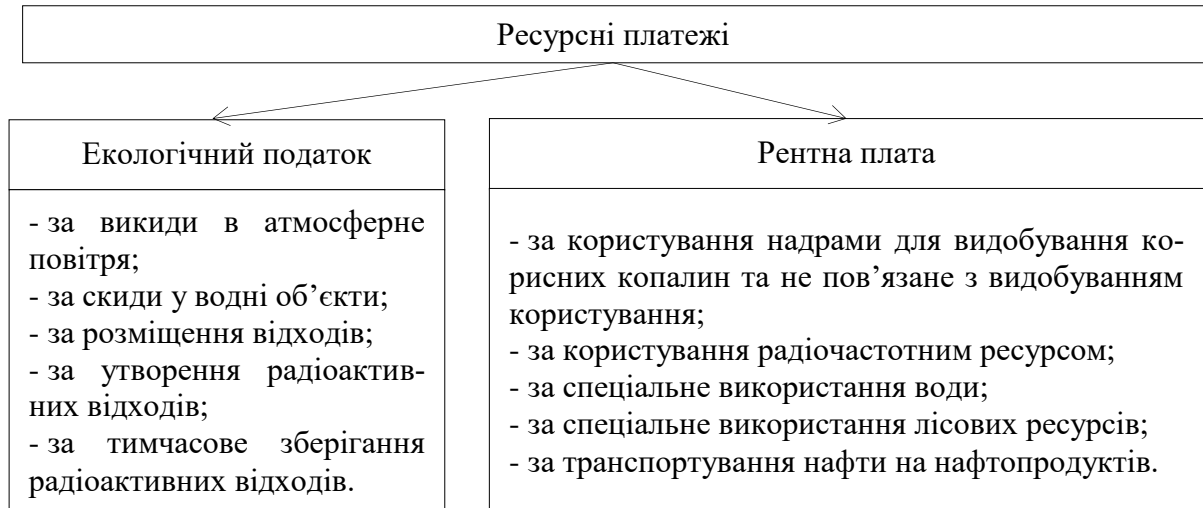 Ресурсні платежі
Екологічний податок
- за викиди в атмосферне
повітря;
- за скиди у водні об’єкти;
- за розміщення відходів;
- за утворення радіоактив-
них відходів;
- за тимчасове зберігання
радіоактивних відходів.
Рентна плата
- за користування надрами для видобування ко-
рисних копалин та не пов’язане з видобуванням
користування;
- за користування радіочастотним ресурсом;
- за спеціальне використання води;
- за спеціальне використання лісових ресурсів;
- за транспортування нафти на нафтопродуктів.